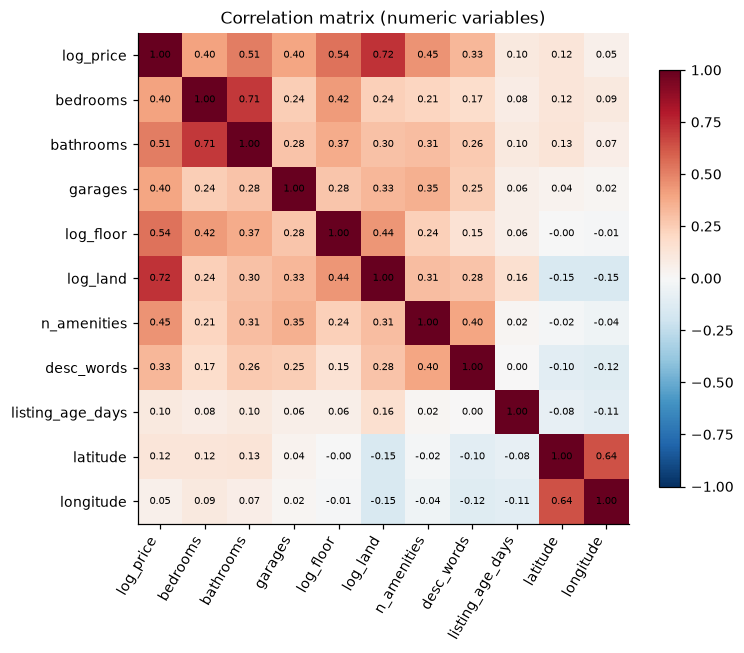 Correlation matrix (numeric variables)
log_price 1.00 0.40 0.51 0.40 0.54 0.72 0.45 0.33 0.10 0.12 0.05
bedrooms 0.40 1.00 0.71 0.24 0.42 0.24 0.21 0.17 0.08 0.12 0.09
bathrooms 0.51 0.71 1.00 0.28 0.37 0.30 0.31 0.26 0.10 0.13 0.07
garages 0.40 0.24 0.28 1.00 0.28 0.33 0.35 0.25 0.06 0.04 0.02
log_floor 0.54 0.42 0.37 0.28 1.00 0.44 0.24 0.15 0.06 -0.00 -0.01
log_land 0.72 0.24 0.30 0.33 0.44 1.00 0.31 0.28 0.16 -0.15 -0.15
n_amenities 0.45 0.21 0.31 0.35 0.24 0.31 1.00 0.40 0.02 -0.02 -0.04
desc_words 0.33 0.17 0.26 0.25 0.15 0.28 0.40 1.00 0.00 -0.10 -0.12
listing_age_days 0.10 0.08 0.10 0.06 0.06 0.16 0.02 0.00 1.00 -0.08 -0.11
latitude 0.12 0.12 0.13 0.04 -0.00 -0.15 -0.02 -0.10 -0.08 1.00 0.64
longitude 0.05 0.09 0.07 0.02 -0.01 -0.15 -0.04 -0.12 -0.11 0.64 1.00
log_price
bedrooms
bathrooms
garages
log_floor
log_land
n_amenities
desc_words
listing_age_days
latitude
longitude
1.00
0.75
0.50
0.25
0.00
−0.25
−0.50
−0.75
−1.00